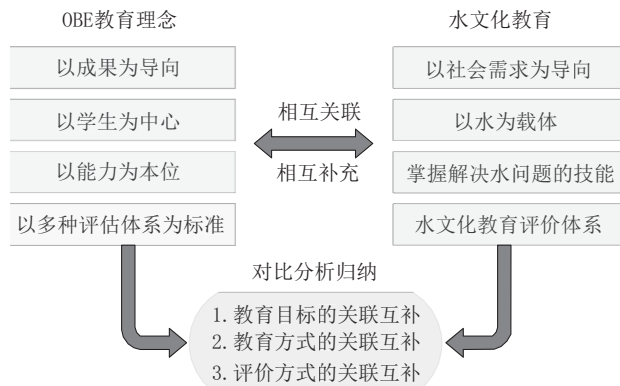 OBE教育理念
以成果为导向
以学生为中心
以能力为本位
以多种评估体系为标准
相互关联
相互补充
水文化教育
以社会需求为导向
以水为载体
掌握解决水问题的技能
水文化教育评价体系
对比分析归纳
1.教育目标的关联互补
2.教育方式的关联互补
3.评价方式的关联互补